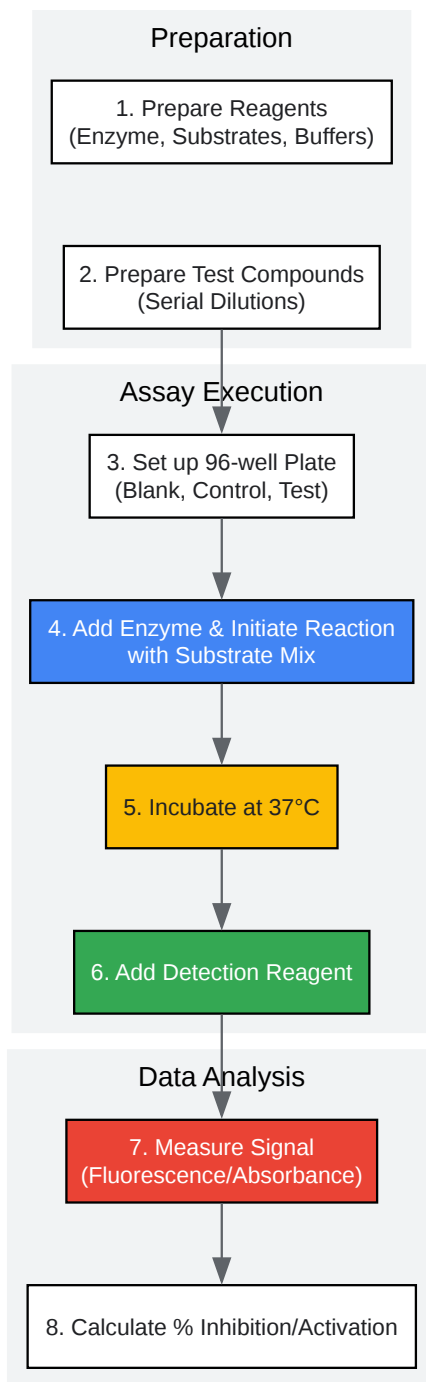 Preparation
1. Prepare Reagents
(Enzyme, Substrates, Buffers)
2. Prepare Test Compounds
(Serial Dilutions)
Assay Execution
3. Set up 96-well Plate
(Blank, Control, Test)
4. Add Enzyme & Initiate Reaction
with Substrate Mix
5. Incubate at 37°C
6. Add Detection Reagent
Data Analysis
7. Measure Signal
(Fluorescence/Absorbance)
8. Calculate % Inhibition/Activation